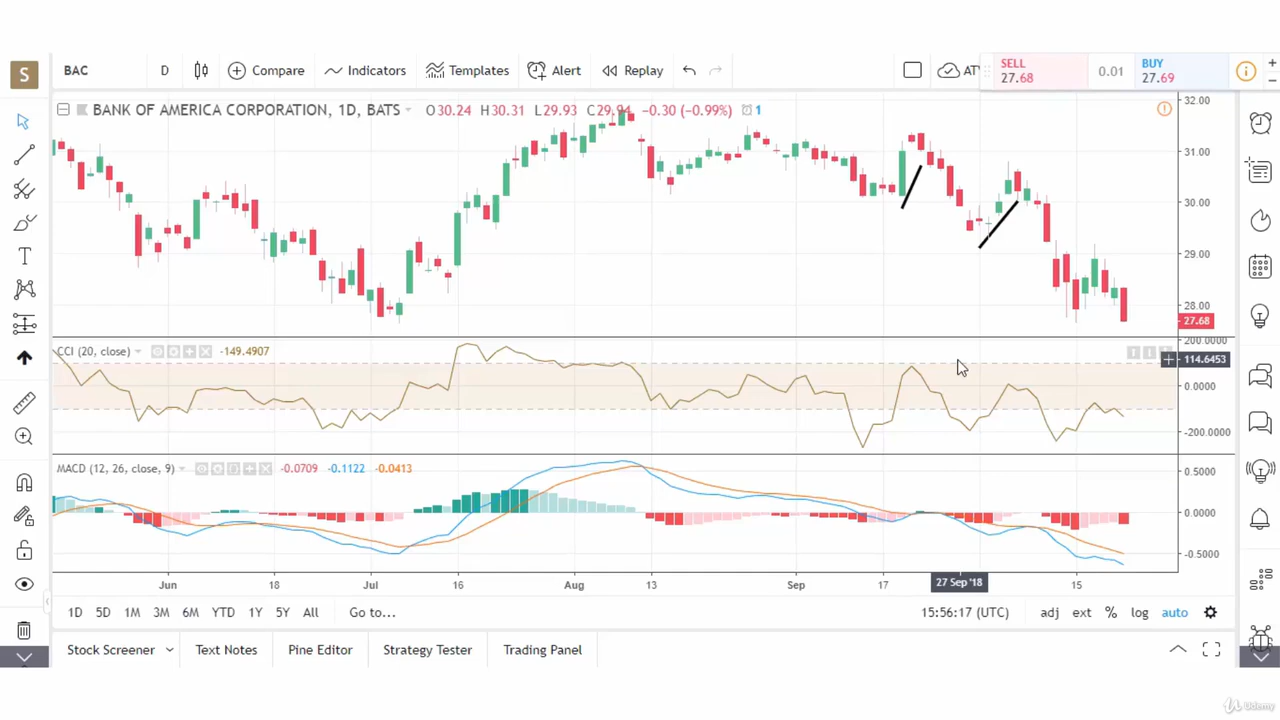 S
BAC
D
Compare
Indicators
Templates
Alert
Replay
SELL
27.68
0.01
BUY
27.69
BANK OF AMERICA CORPORATION, 1D, BATS
O30.24 H30.31 L29.93 C29.94 -0.30 (-0.99%)
1
32.00
31.00
30.00
29.00
28.00
27.68
CCI (20, close)
-149.4907
200.0000
114.6453
0.0000
-200.0000
MACD (12, 26, close, 9)
-0.0709 -0.1122 -0.0413
0.5000
0.0000
-0.5000
Jun 18 Jul 16 Aug 13 Sep 17 27 Sep '18 15
1D 5D 1M 3M 6M YTD 1Y 5Y All Go to...
15:56:17 (UTC) adj ext % log auto
Stock Screener Text Notes Pine Editor Strategy Tester Trading Panel
Udemy